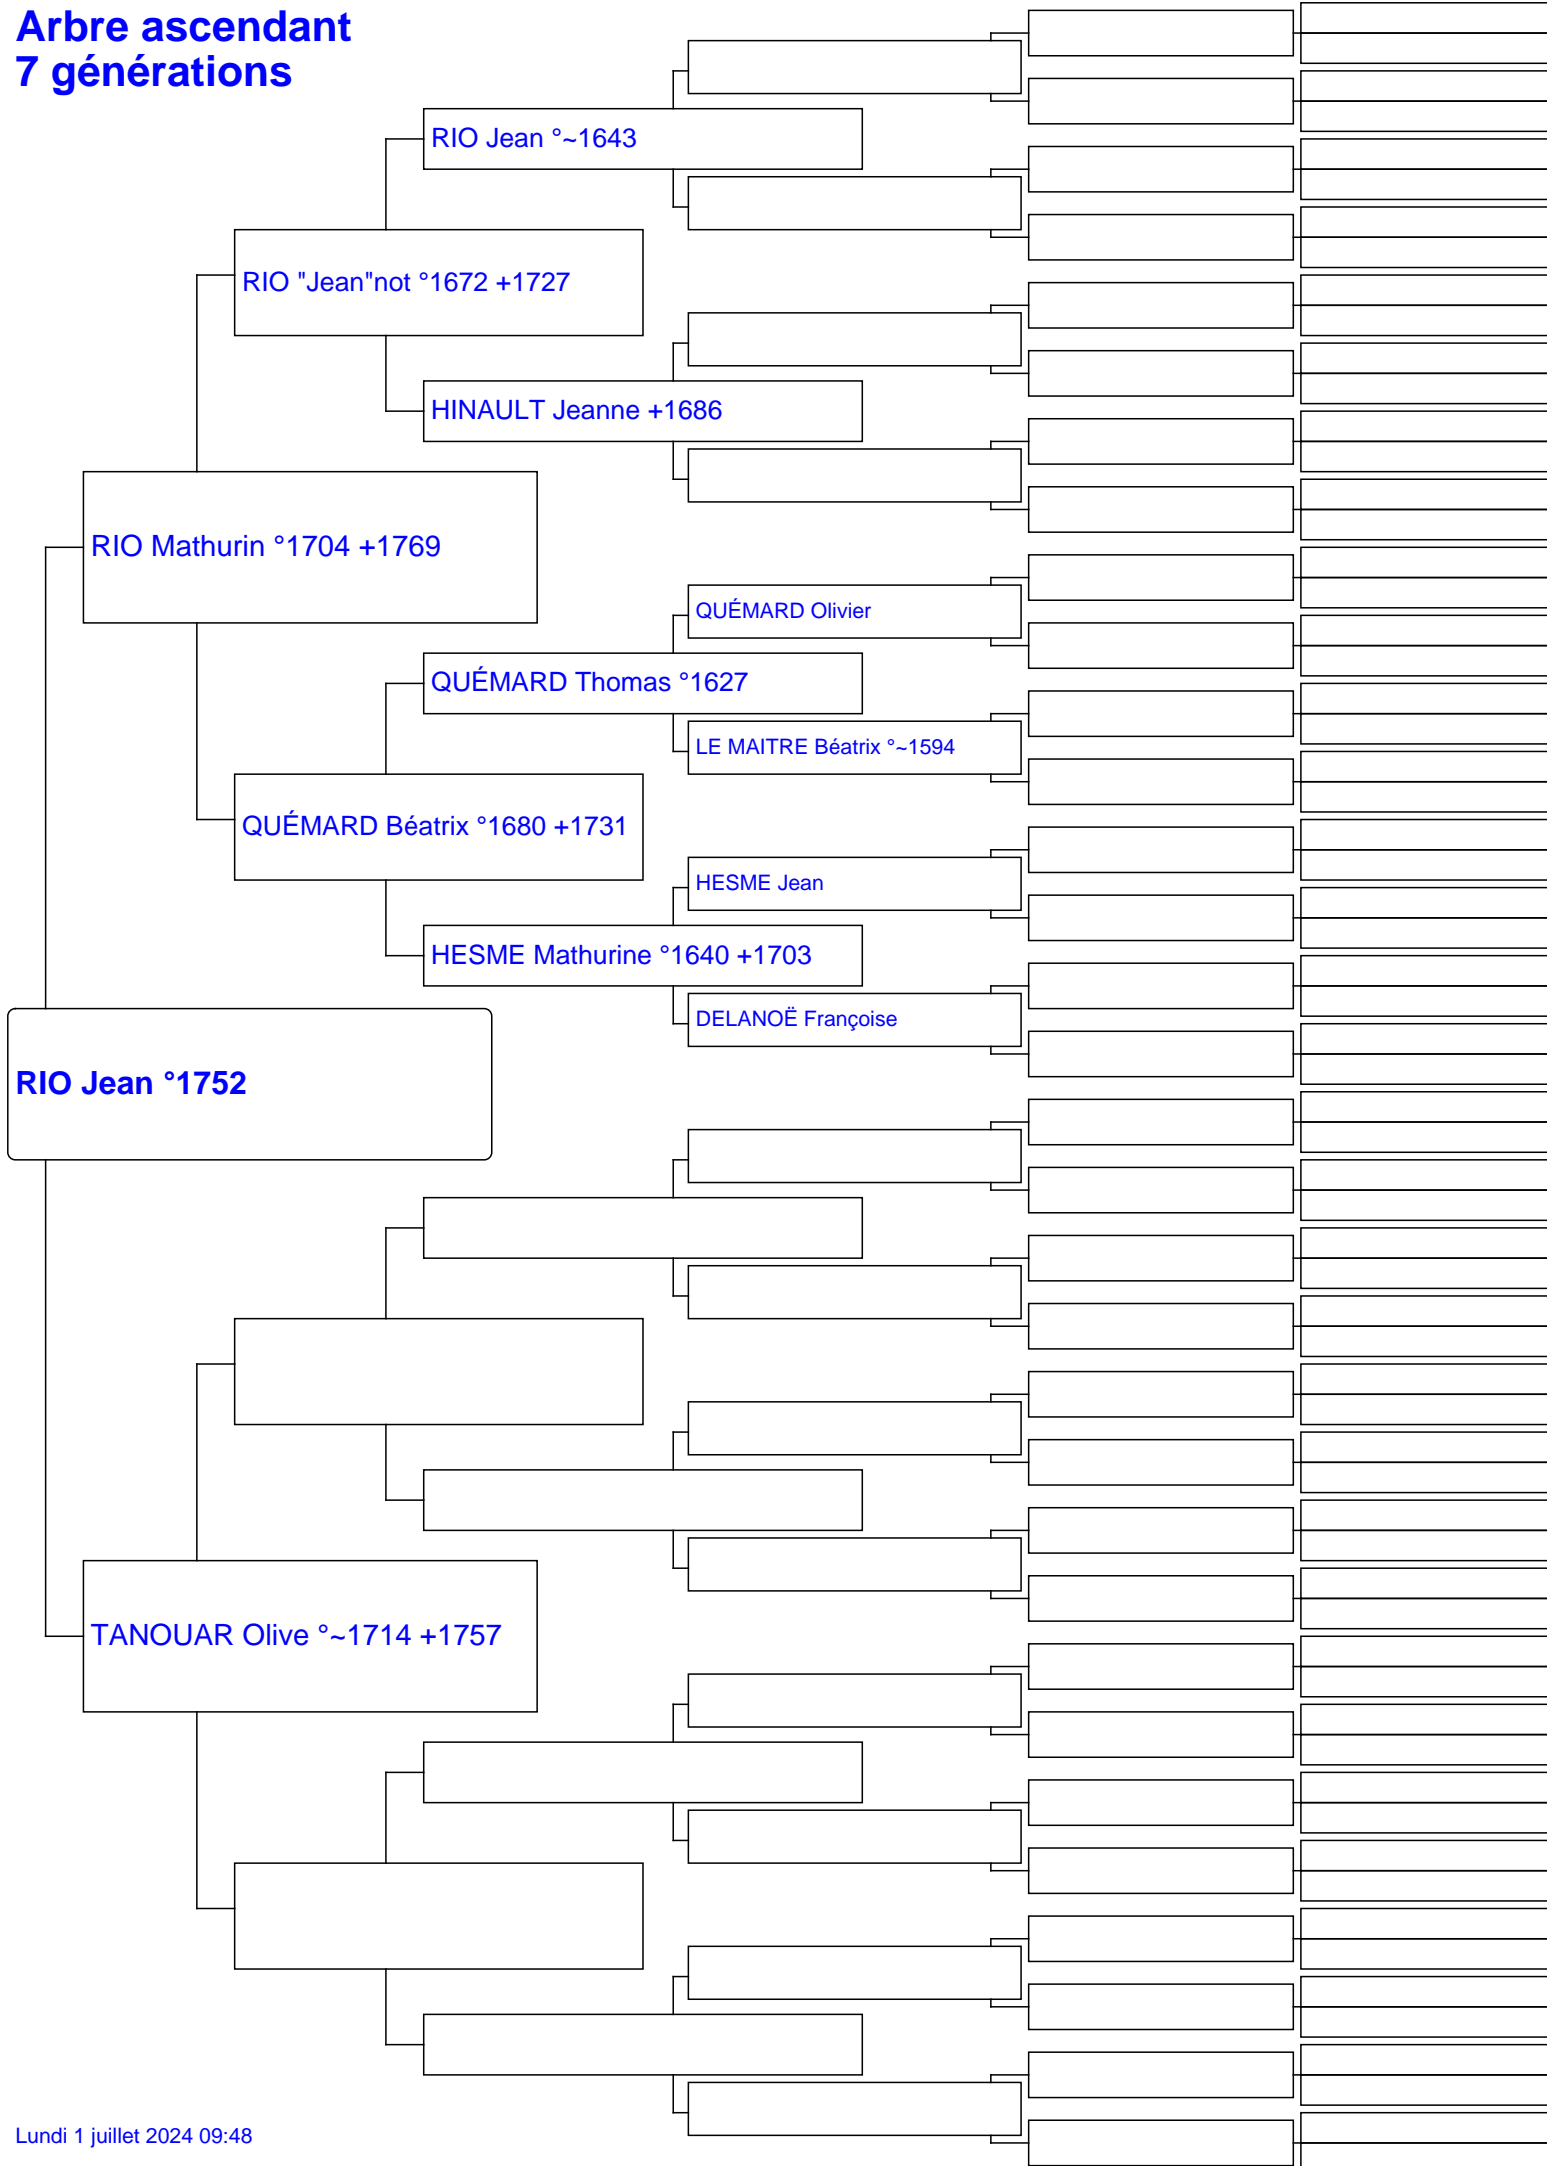 Arbre ascendant
7 générations
RIO Jean °~1643
RIO "Jean"not °1672 +1727
HINAULT Jeanne +1686
RIO Mathurin °1704 +1769
QUÉMARD Olivier
QUÉMARD Thomas °1627
LE MAITRE Béatrix °~1594
QUÉMARD Béatrix °1680 +1731
HESME Jean
HESME Mathurine °1640 +1703
DELANOË Françoise
RIO Jean °1752
TANOUAR Olive °~1714 +1757
Lundi 1 juillet 2024 09:48